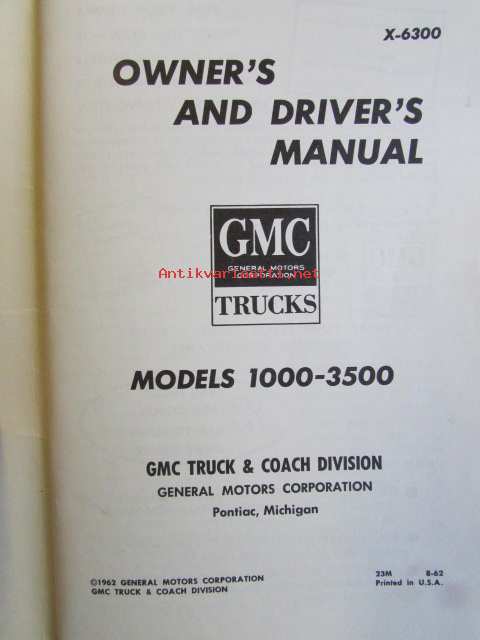 X-6300
OWNER'S
AND DRIVER'S
MANUAL
GMC
GENERAL MOTORS
CORPORATION
Antikvariaatti.net
TRUCKS
MODELS 1000-3500
GMC TRUCK & COACH DIVISION
GENERAL MOTORS CORPORATION
Pontiac, Michigan
23M 8-62
Printed in U.S.A.
©1962 GENERAL MOTORS CORPORATION
GMC TRUCK & COACH DIVISION